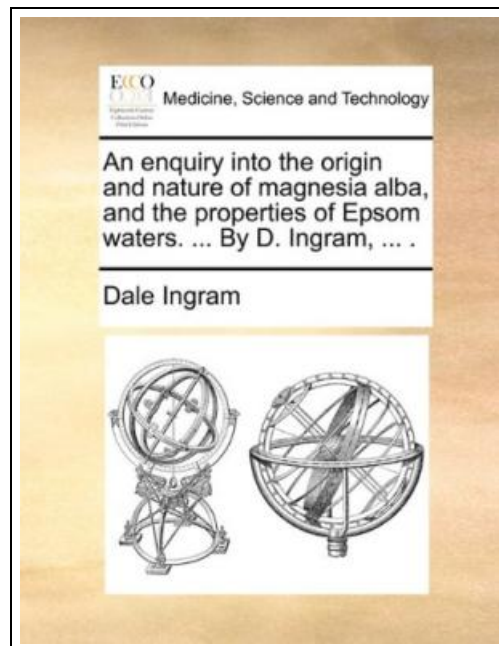 ECCO
Medicine, Science and Technology
An enquiry into the origin
and nature of magnesia alba,
and the properties of Epsom
waters. ... By D. Ingram, ... .
Dale Ingram